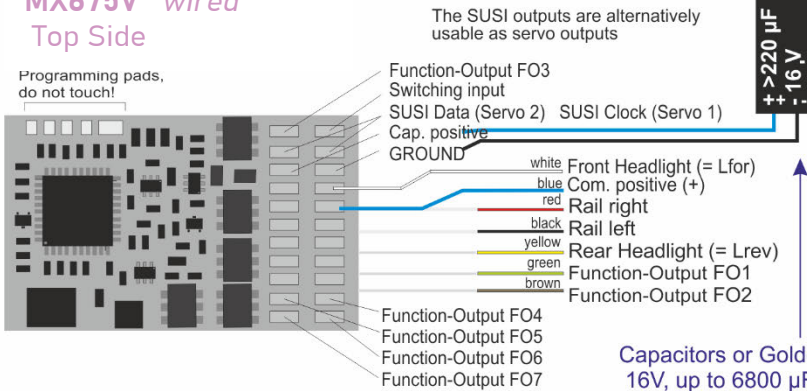 MX675V wired
Top Side
Programming pads,
do not touch!
The SUSI outputs are alternatively
usable as servo outputs
++ >220 µF
- 16 V
Function-Output FO3
Switching input
SUSI Data (Servo 2) SUSI Clock (Servo 1)
Cap. positive
GROUND
white Front Headlight (= Lfor)
blue Com. positive (+)
red Rail right
black Rail left
yellow Rear Headlight (= Lrev)
green Function-Output FO1
brown Function-Output FO2
Function-Output FO4
Function-Output FO5
Function-Output FO6
Function-Output FO7
Capacitors or Gold
16V, up to 6800 µF